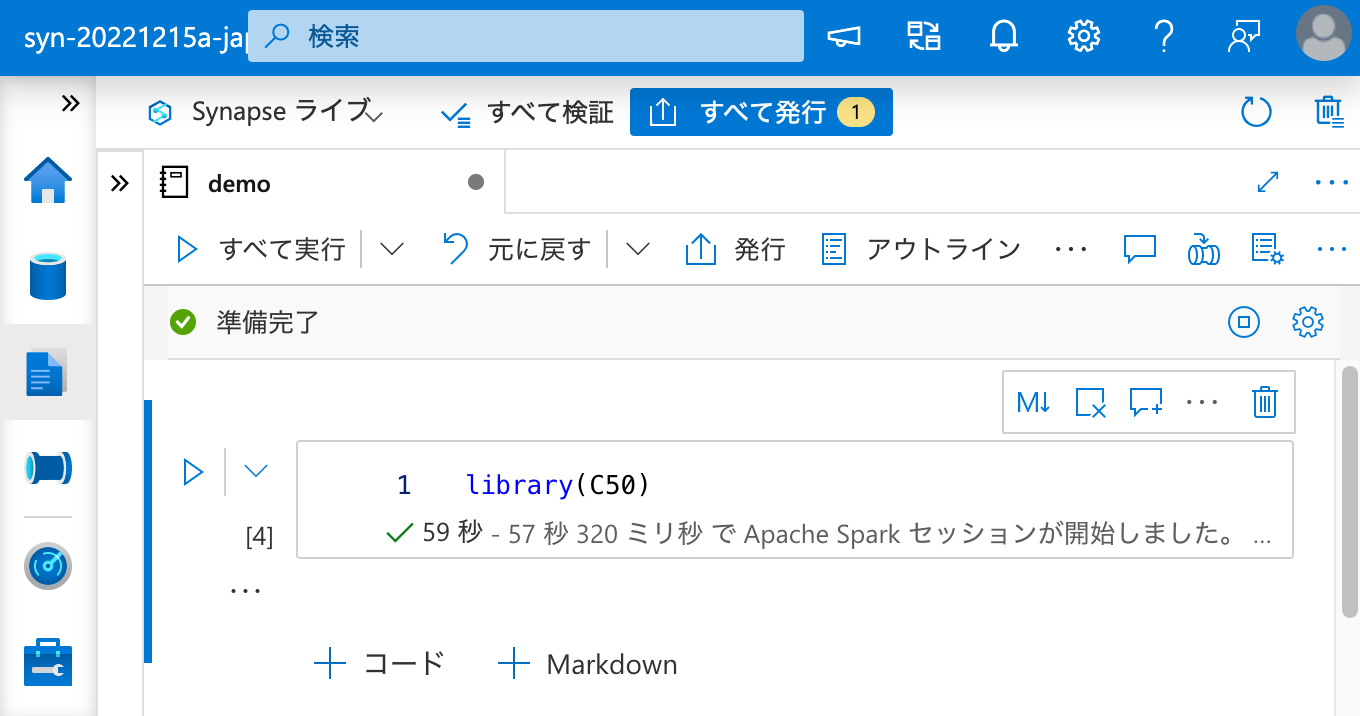 syn-20221215a-jap
検索
Synapse ライブ
すべて検証
すべて発行 1
demo
すべて実行
元に戻す
発行
アウトライン
...
準備完了
M↓
...
1 library(C50)
[4]
59 秒 - 57 秒 320 ミリ秒 で Apache Spark セッションが開始しました。 ...
...
コード
Markdown